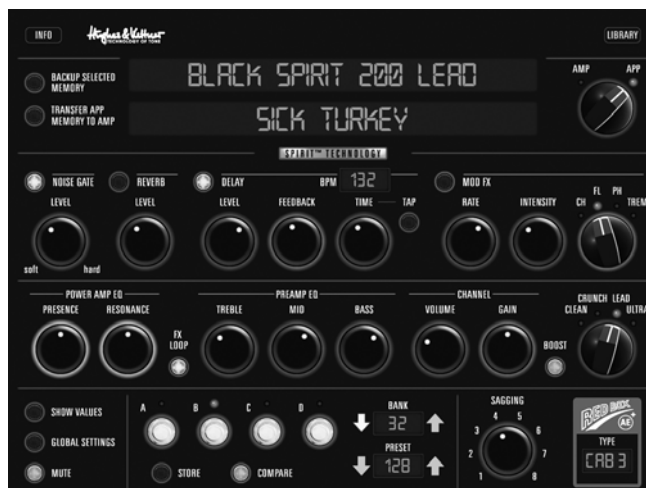 INFO
Hughes & Kettner
TECHNOLOGY OF TONE
LIBRARY
BACKUP SELECTED
MEMORY
TRANSFER APP
MEMORY TO AMP
BLACK SPIRIT 200 LEAD
SICK TURKEY
AMP APP
SPIRIT™ TECHNOLOGY
NOISE GATE REVERB DELAY BPM 132 MOD FX
LEVEL LEVEL LEVEL FEEDBACK TIME TAP RATE INTENSITY CH FL PH TREM
soft hard
POWER AMP EQ PREAMP EQ CHANNEL
PRESENCE RESONANCE FX LOOP TREBLE MID BASS VOLUME GAIN BOOST CLEAN CRUNCH LEAD ULTRA
SHOW VALUES
GLOBAL SETTINGS
MUTE
A B C D
STORE COMPARE
BANK
32
PRESET
128
SAGGING
1 2 3 4 5 6 7 8
RED BOX
AE+
TYPE
CAB 3